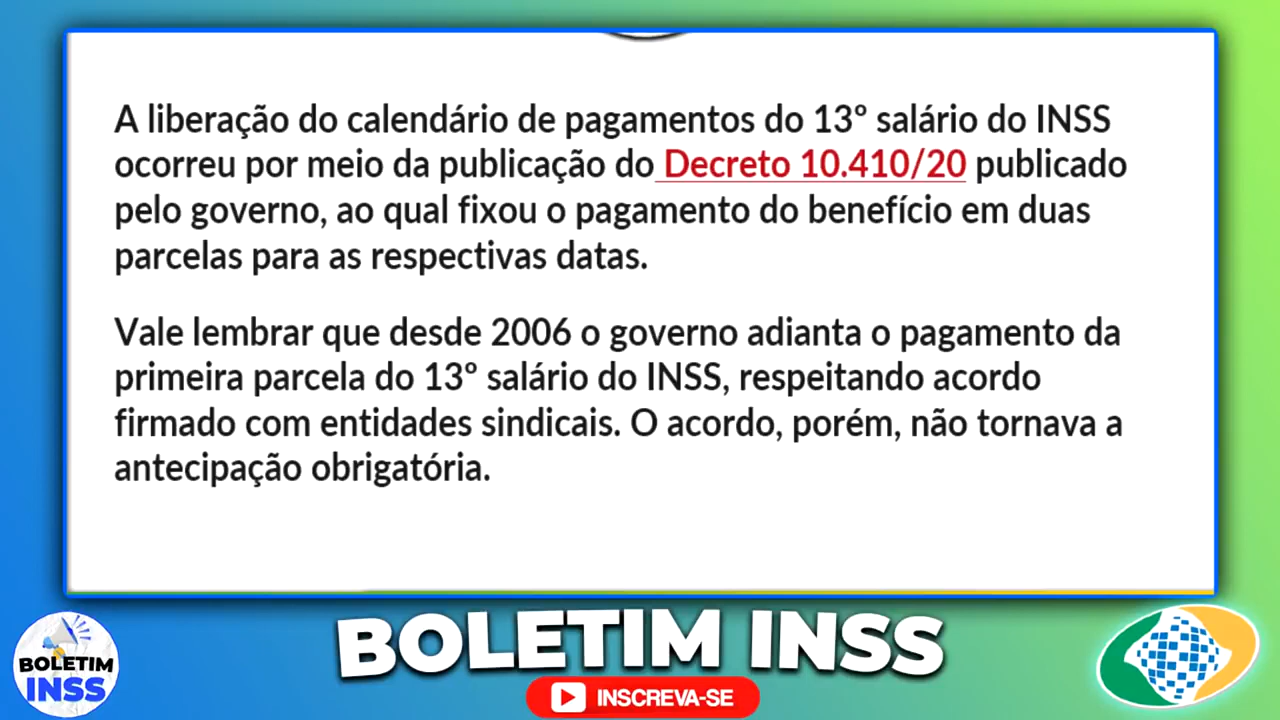 A liberação do calendário de pagamentos do 13º salário do INSS
ocorreu por meio da publicação do Decreto 10.410/20 publicado
pelo governo, ao qual fixou o pagamento do benefício em duas
parcelas para as respectivas datas.
Vale lembrar que desde 2006 o governo adianta o pagamento da
primeira parcela do 13º salário do INSS, respeitando acordo
firmado com entidades sindicais. O acordo, porém, não tornava a
antecipação obrigatória.
BOLETIM INSS
INSCREVA-SE
BOLETIM
INSS